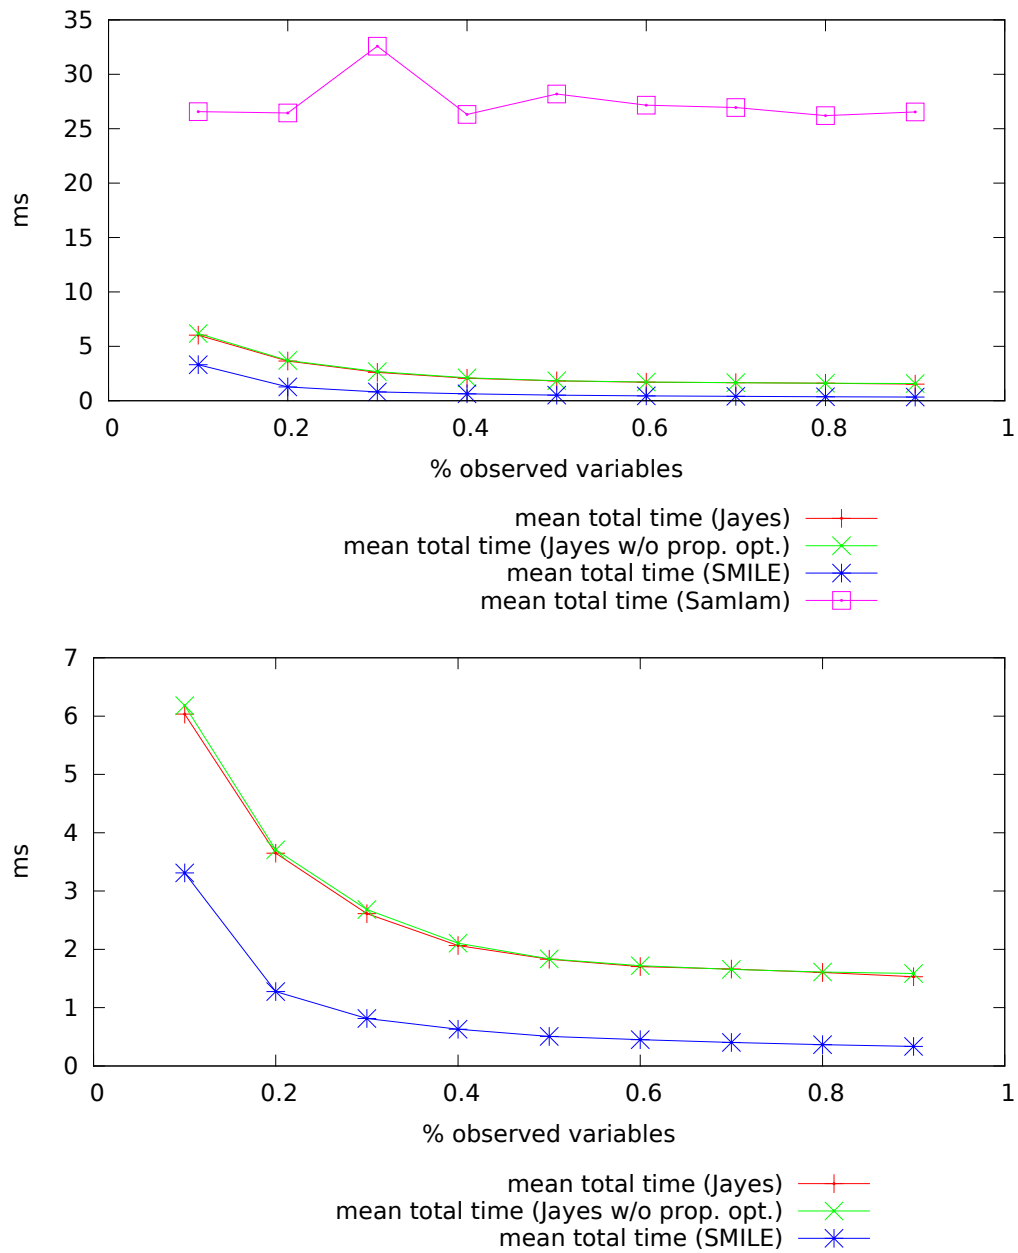 35
30
25
20
15
10
5
0
ms
0 0.2 0.4 0.6 0.8 1
% observed variables
mean total time (Jayes)
mean total time (Jayes w/o prop. opt.)
mean total time (SMILE)
mean total time (SamIam)
7
6
5
4
3
2
1
0
ms
0 0.2 0.4 0.6 0.8 1
% observed variables
mean total time (Jayes)
mean total time (Jayes w/o prop. opt.)
mean total time (SMILE)